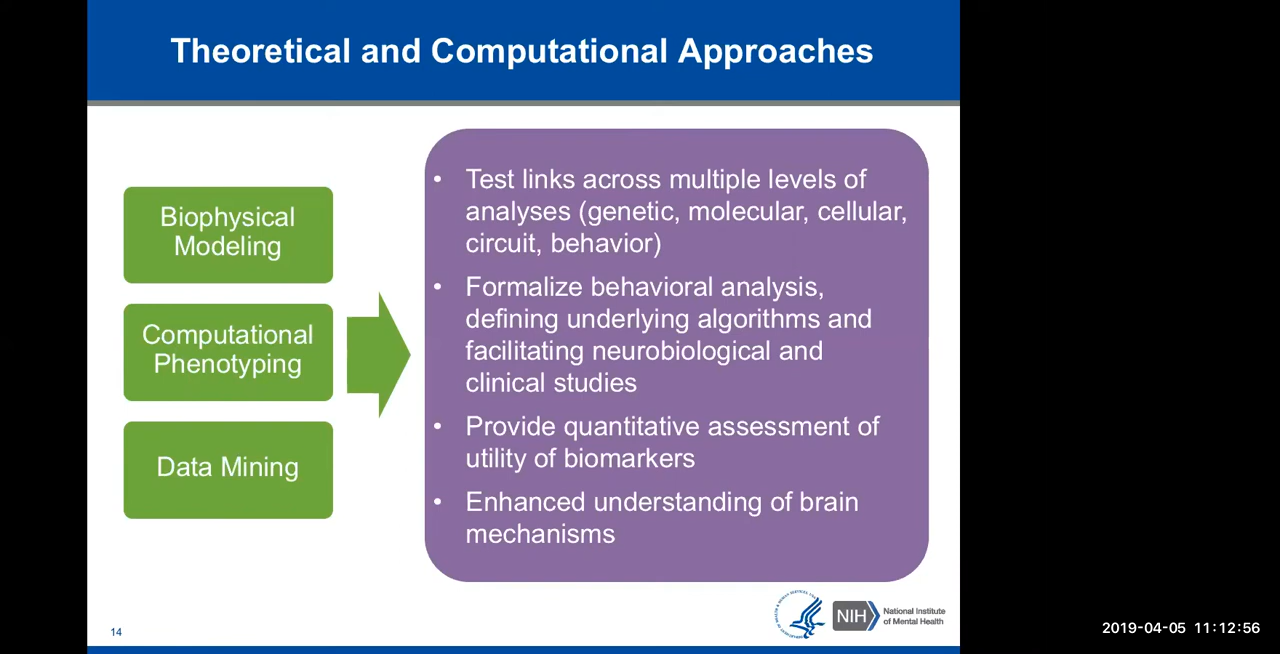 Theoretical and Computational Approaches
Biophysical
Modeling
Computational
Phenotyping
Data Mining
• Test links across multiple levels of
analyses (genetic, molecular, cellular,
circuit, behavior)
• Formalize behavioral analysis,
defining underlying algorithms and
facilitating neurobiological and
clinical studies
• Provide quantitative assessment of
utility of biomarkers
• Enhanced understanding of brain
mechanisms
NIH
National Institute
of Mental Health
14
2019-04-05 11:12:56